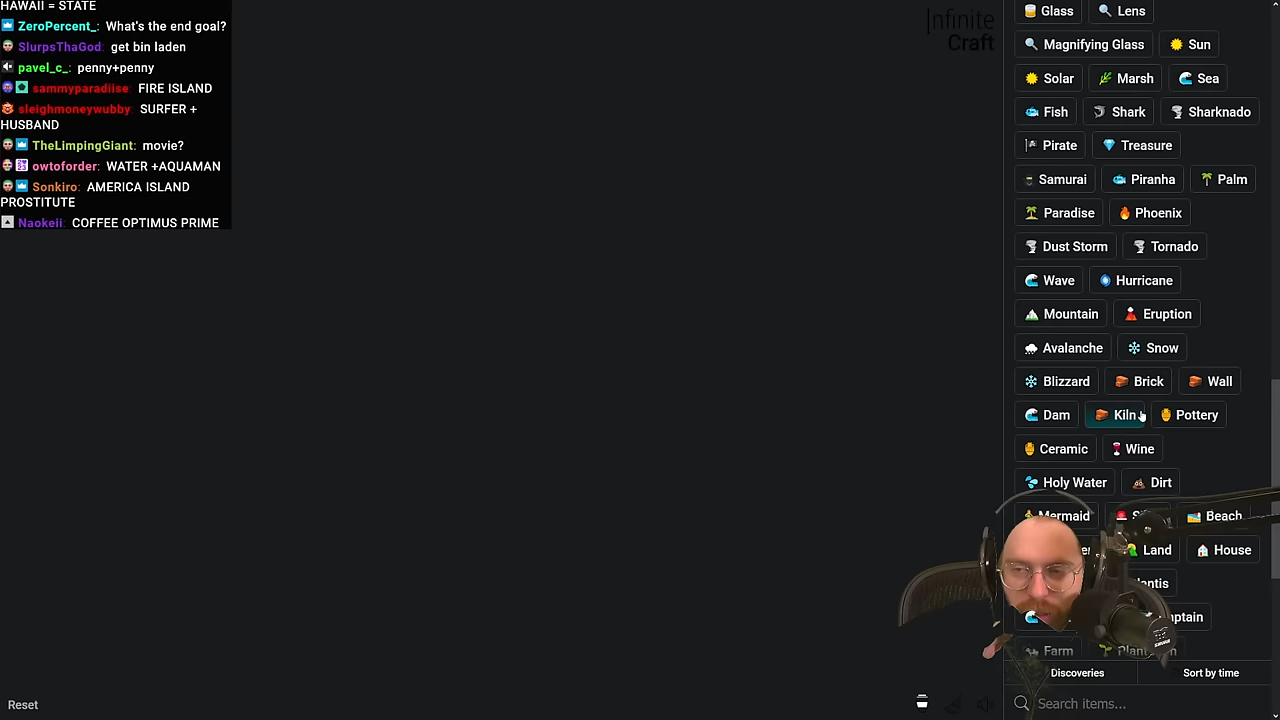 HAWAII = STATE
ZeroPercent_: What's the end goal?
SlurpsThaGod: get bin laden
pavel_c_: penny+penny
sammyparadiise: FIRE ISLAND
sleighmoneywubby: SURFER +
HUSBAND
TheLimpingGiant: movie?
owtoforder: WATER +AQUAMAN
Sonkiro: AMERICA ISLAND
PROSTITUTE
Naokeii: COFFEE OPTIMUS PRIME
Infinite
Craft
Glass Lens
Magnifying Glass Sun
Solar Marsh Sea
Fish Shark Sharknado
Pirate Treasure
Samurai Piranha Palm
Paradise Phoenix
Dust Storm Tornado
Wave Hurricane
Mountain Eruption
Avalanche Snow
Blizzard Brick Wall
Dam Kiln Pottery
Ceramic Wine
Holy Water Dirt
Mermaid Beach
Land House
Farm
Discoveries Sort by time
Search items...
Reset